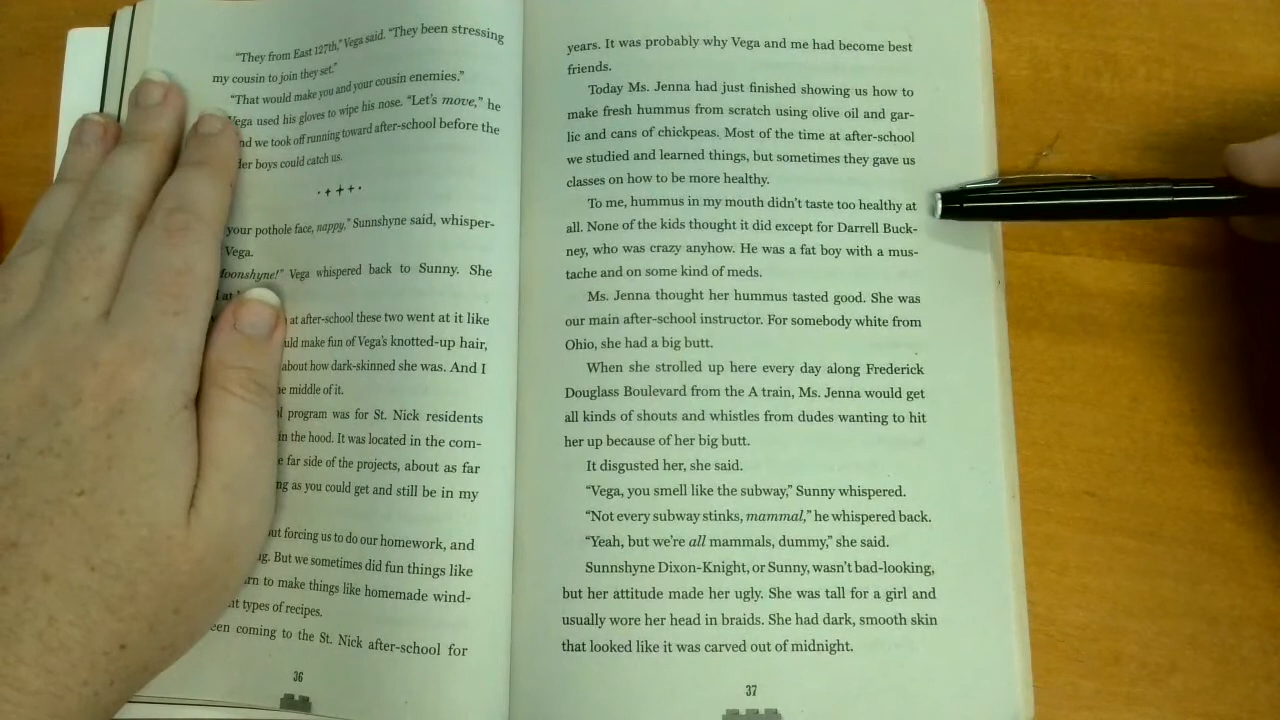 "They from East 127th," Vega said. "They been stressing
my cousin to join they set."
"That would make you and your cousin enemies."
Vega used his gloves to wipe his nose. "Let's move," he
nd we took off running toward after-school before the
der boys could catch us.
your pothole face, nappy," Sunnshyne said, whisper-
Vega.
Moonshyne!" Vega whispered back to Sunny. She
at after-school these two went at it like
uld make fun of Vega's knotted-up hair,
about how dark-skinned she was. And I
e middle of it.
l program was for St. Nick residents
in the hood. It was located in the com-
e far side of the projects, about as far
ng as you could get and still be in my
ut forcing us to do our homework, and
g. But we sometimes did fun things like
rn to make things like homemade wind-
nt types of recipes.
een coming to the St. Nick after-school for
36
years. It was probably why Vega and me had become best
friends.
Today Ms. Jenna had just finished showing us how to
make fresh hummus from scratch using olive oil and gar-
lic and cans of chickpeas. Most of the time at after-school
we studied and learned things, but sometimes they gave us
classes on how to be more healthy.
To me, hummus in my mouth didn't taste too healthy at
all. None of the kids thought it did except for Darrell Buck-
ney, who was crazy anyhow. He was a fat boy with a mus-
tache and on some kind of meds.
Ms. Jenna thought her hummus tasted good. She was
our main after-school instructor. For somebody white from
Ohio, she had a big butt.
When she strolled up here every day along Frederick
Douglass Boulevard from the A train, Ms. Jenna would get
all kinds of shouts and whistles from dudes wanting to hit
her up because of her big butt.
It disgusted her, she said.
"Vega, you smell like the subway," Sunny whispered.
"Not every subway stinks, mammal," he whispered back.
"Yeah, but we're all mammals, dummy," she said.
Sunnshyne Dixon-Knight, or Sunny, wasn't bad-looking,
but her attitude made her ugly. She was tall for a girl and
usually wore her head in braids. She had dark, smooth skin
that looked like it was carved out of midnight.
37